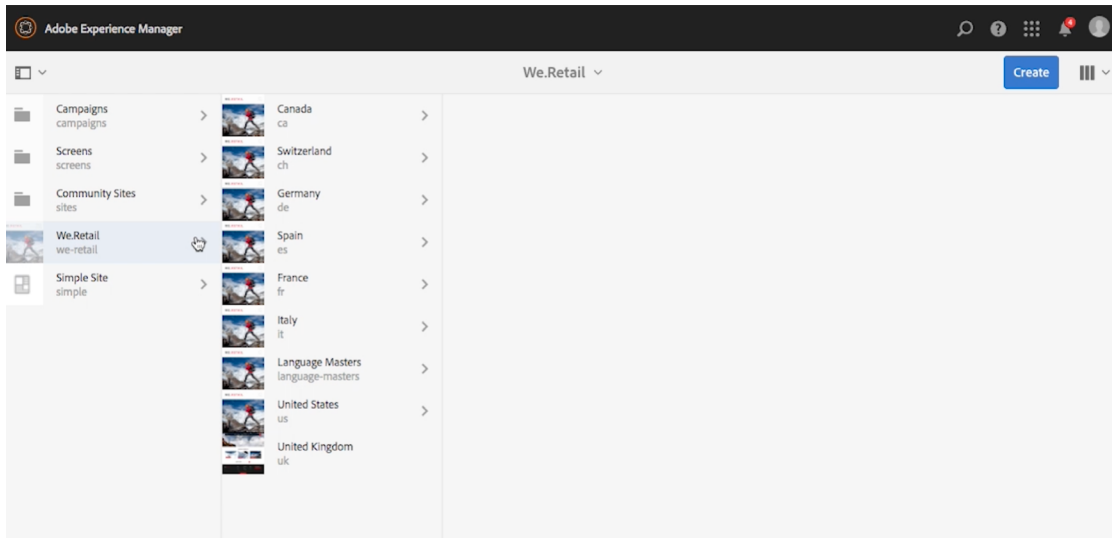 Adobe Experience Manager
4
We.Retail
Create
Campaigns
campaigns
Screens
screens
Community Sites
sites
We.Retail
we-retail
Simple Site
simple
Canada
ca
Switzerland
ch
Germany
de
Spain
es
France
fr
Italy
it
Language Masters
language-masters
United States
us
United Kingdom
uk